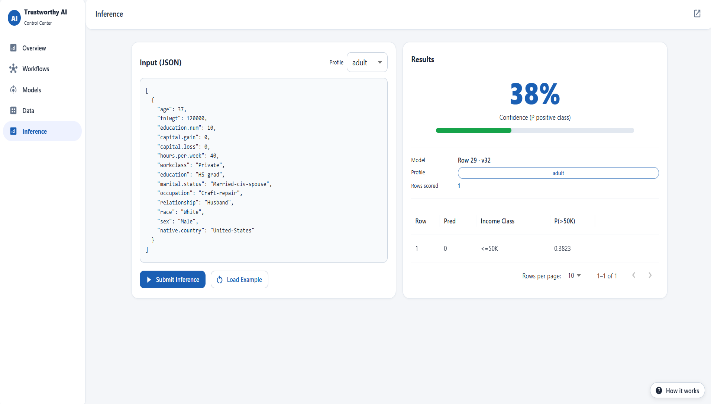 AI
Trustworthy AI
Control Center
Overview
Workflows
Models
Data
Inference
Inference
Input (JSON)
Profile
adult
[
{
"age": 37,
"fnlwgt": 120000,
"education.num": 10,
"capital.gain": 0,
"capital.loss": 0,
"hours.per.week": 40,
"workclass": "Private",
"education": "HS-grad",
"marital.status": "Married-civ-spouse",
"occupation": "Craft-repair",
"relationship": "Husband",
"race": "White",
"sex": "Male",
"native.country": "United-States"
}
]
Submit Inference
Load Example
Results
38%
Confidence (P positive class)
Model Row 29 · v32
Profile adult
Rows scored 1
Row Pred Income Class P(>50K)
1 0 <=50K 0.3823
Rows per page: 10 1–1 of 1
How it works